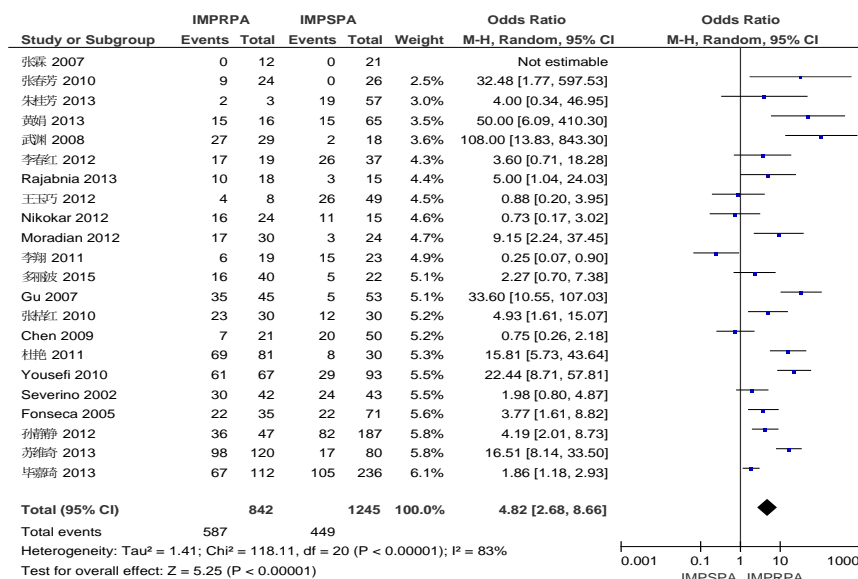 IMPRPA IMPSPA Odds Ratio Odds Ratio
Study or Subgroup Events Total Events Total Weight M-H, Random, 95% CI M-H, Random, 95% CI
张霖 2007 0 12 0 21 Not estimable
张春芳 2010 9 24 0 26 2.5% 32.48 [1.77, 597.53]
朱桂芳 2013 2 3 19 57 3.0% 4.00 [0.34, 46.95]
黄娟 2013 15 16 15 65 3.4% 50.00 [6.09, 410.30]
武渊 2008 27 29 2 18 3.6% 108.00 [13.83, 843.30]
李春红 2012 17 19 26 37 4.3% 3.60 [0.71, 18.28]
Rajabnia 2013 10 18 3 15 4.4% 5.00 [1.04, 24.03]
王玉巧 2012 4 8 26 49 4.5% 0.88 [0.20, 3.95]
Nikokar 2012 16 24 11 15 4.6% 0.73 [0.17, 3.02]
Moradian 2012 17 30 3 24 4.7% 9.15 [2.24, 37.45]
李翔 2011 6 19 15 23 4.9% 0.25 [0.07, 0.90]
2015 16 40 5 22 5.1% 2.27 [0.70, 7.38]
Gu 2007 35 45 5 53 5.1% 33.60 [10.55, 107.03]
2010 23 30 12 30 5.2% 4.93 [1.61, 15.07]
Chen 2009 7 21 20 50 5.2% 0.75 [0.26, 2.18]
杜艳 2011 69 81 8 30 5.3% 15.81 [5.73, 43.64]
Yousefi 2010 61 67 29 93 5.4% 22.44 [8.71, 57.81]
Severino 2002 30 42 24 43 5.5% 1.98 [0.80, 4.87]
Fonseca 2005 22 35 22 71 5.6% 3.77 [1.61, 8.82]
孙静静 2012 36 47 82 187 5.8% 4.19 [2.01, 8.73]
苏维奇 2013 98 120 17 80 5.8% 16.51 [8.14, 33.50]
毕嘉琦 2013 67 112 105 236 6.1% 1.86 [1.18, 2.93]
Total (95% CI) 842 1245 100.0% 4.82 [2.68, 8.66]
Total events 587 449
Heterogeneity: Tau² = 1.41; Chi² = 118.11, df = 20 (P < 0.00001); I² = 83%
Test for overall effect: Z = 5.25 (P < 0.00001)
0.001 0.1 1 10 1000
IMPSPA IMPRPA